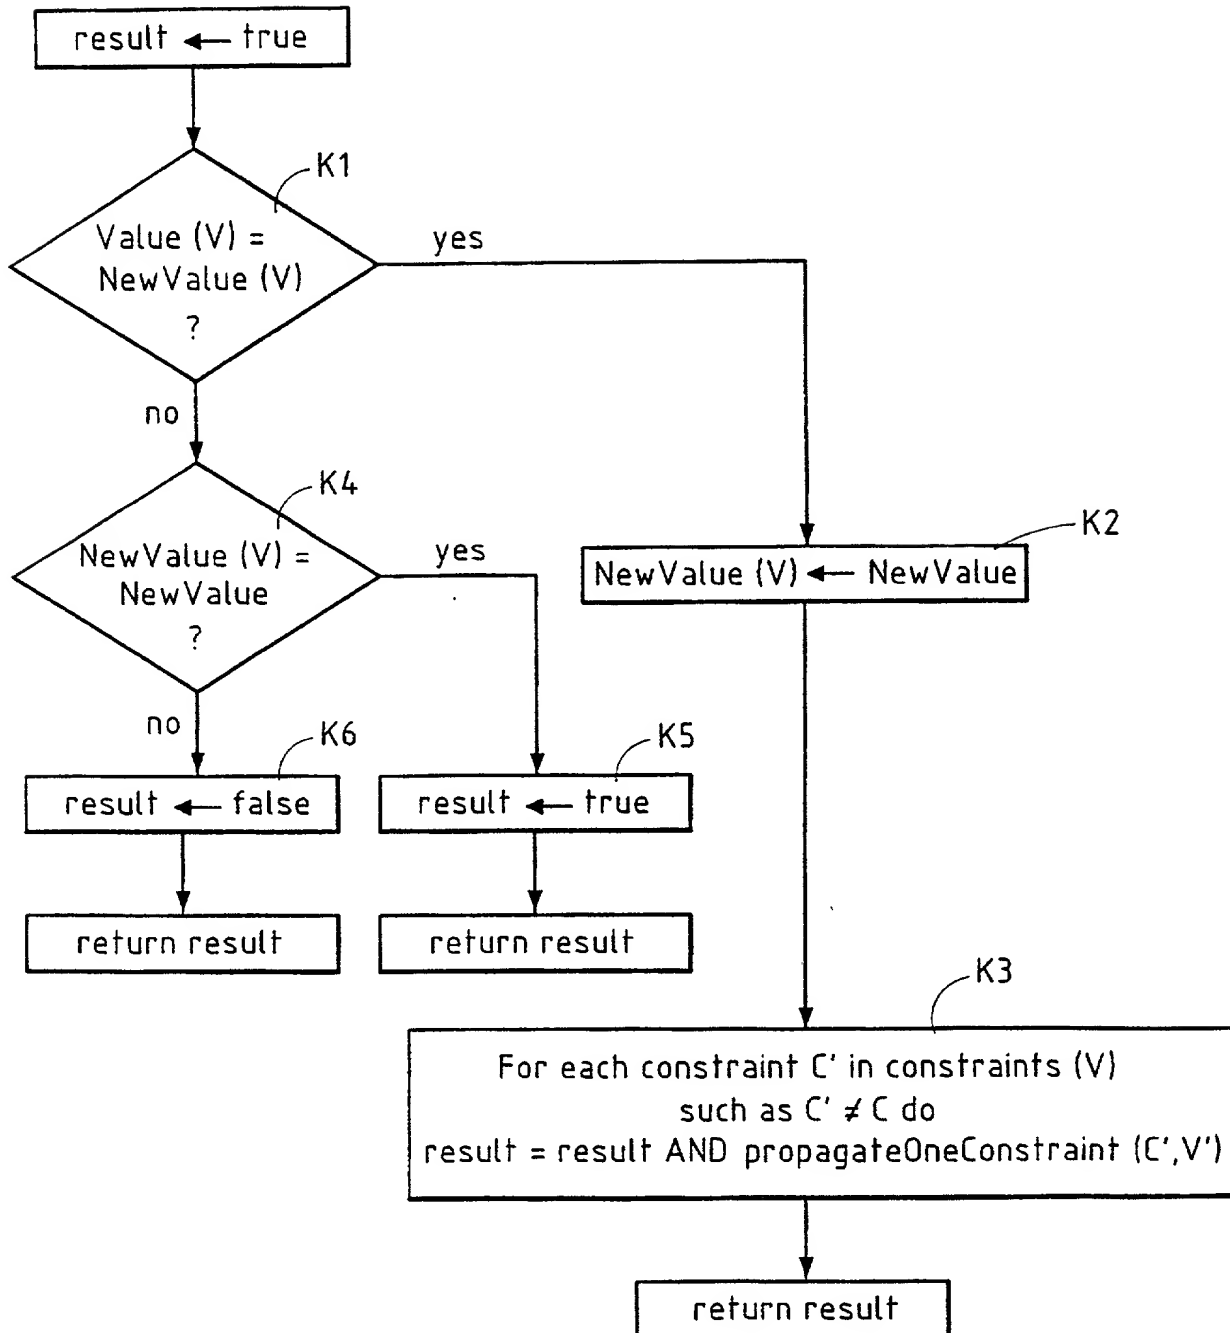 result ← true
K1
Value (V) =
NewValue (V)
?
yes
no
K4
NewValue (V) =
NewValue
?
yes
no
K2
NewValue (V) ← NewValue
K6
result ← false
K5
result ← true
return result
return result
K3
For each constraint C' in constraints (V)
such as C' ≠ C do
result = result AND propagateOneConstraint (C',V')
return result